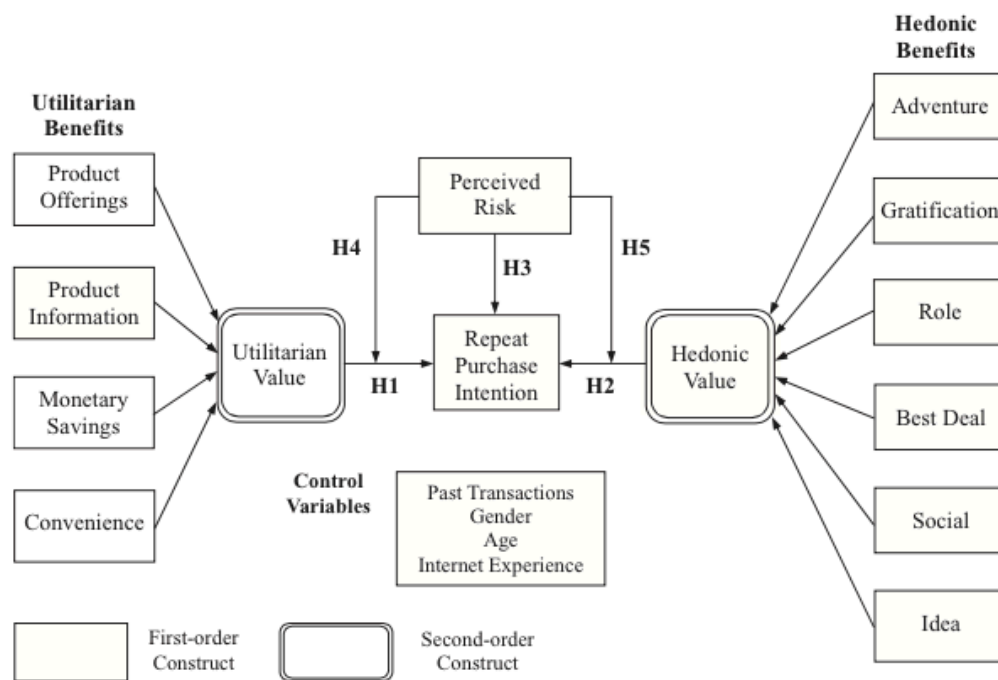 Hedonic
Benefits
Utilitarian
Benefits
Product
Offerings
Product
Information
Monetary
Savings
Convenience
Utilitarian
Value
Perceived
Risk
H4
H3
H5
Repeat
Purchase
Intention
H1
H2
Hedonic
Value
Adventure
Gratification
Role
Best Deal
Social
Idea
Control
Variables
Past Transactions
Gender
Age
Internet Experience
First-order
Construct
Second-order
Construct